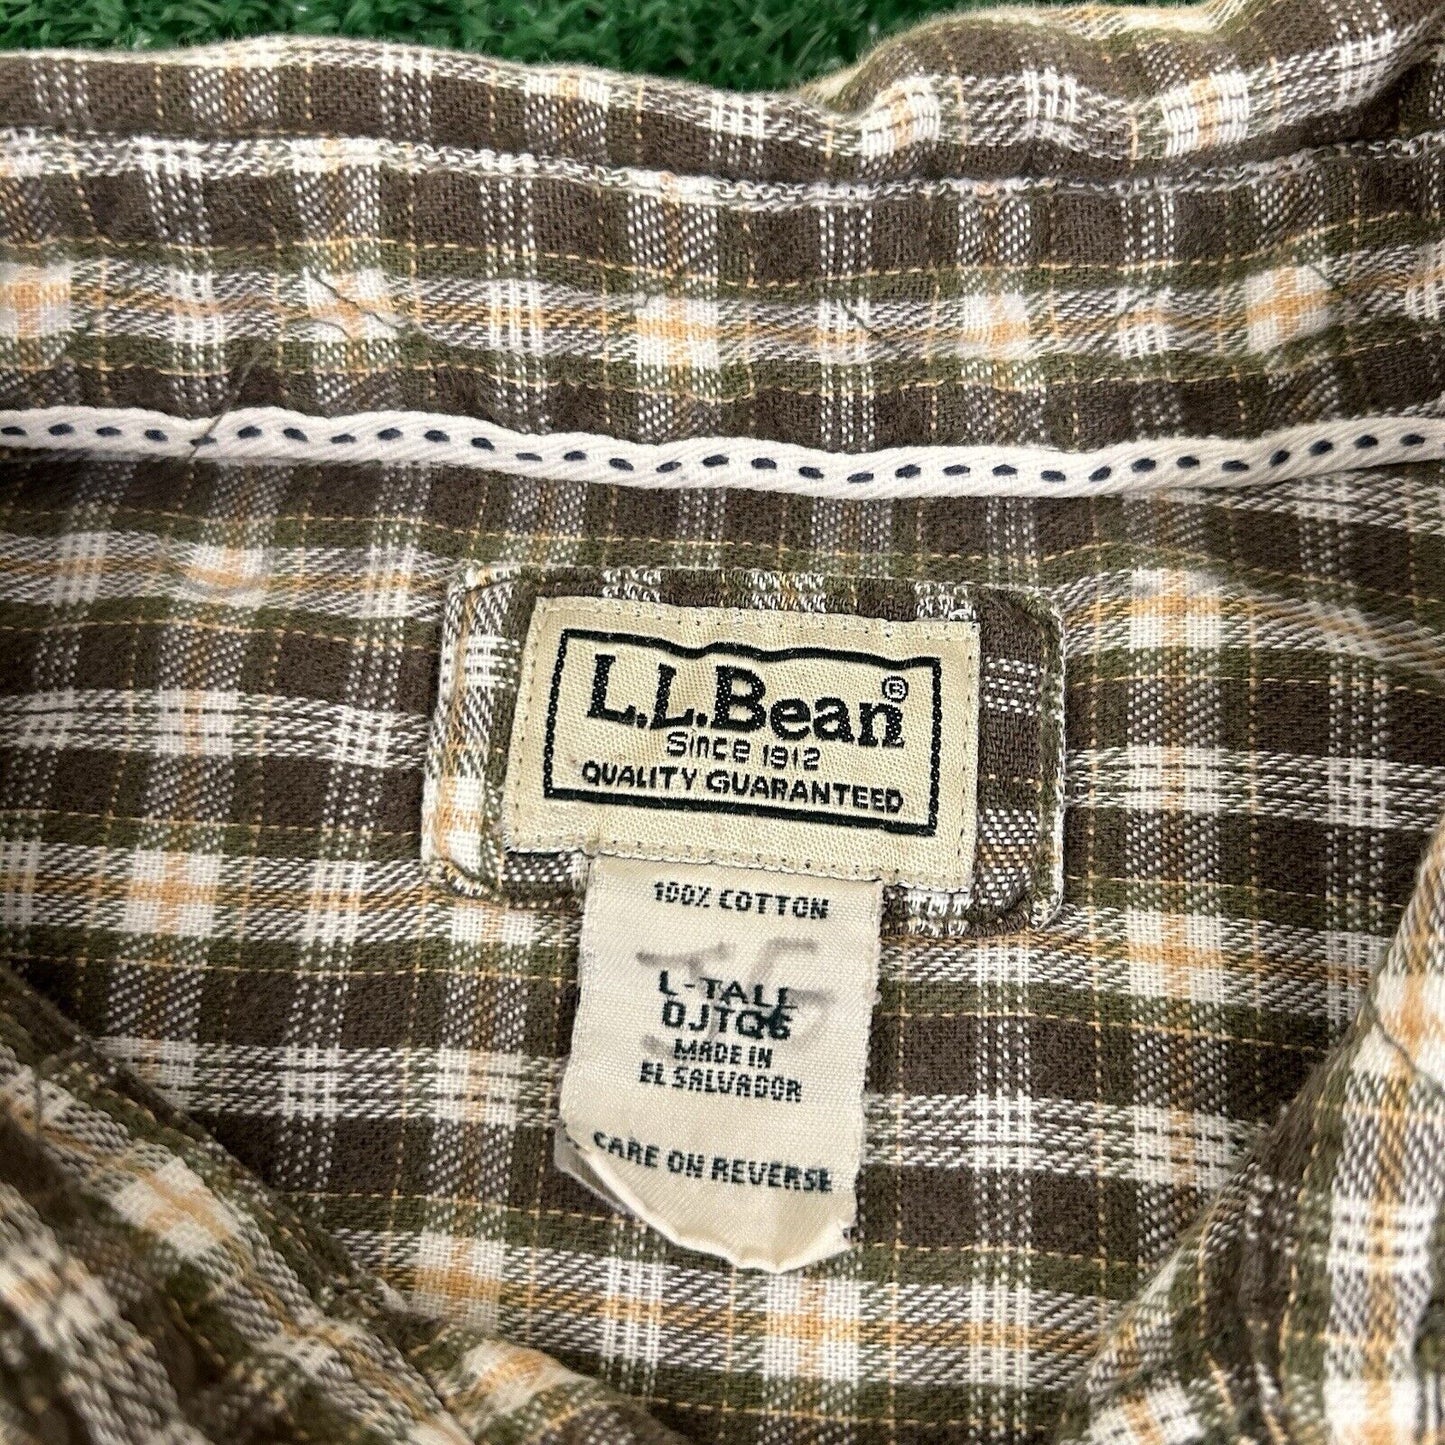 L.L.Bean®
Since 1912
QUALITY GUARANTEED
100% COTTON
L-TALL
0JTQ6
MADE IN
EL SALVADOR
CARE ON REVERSE